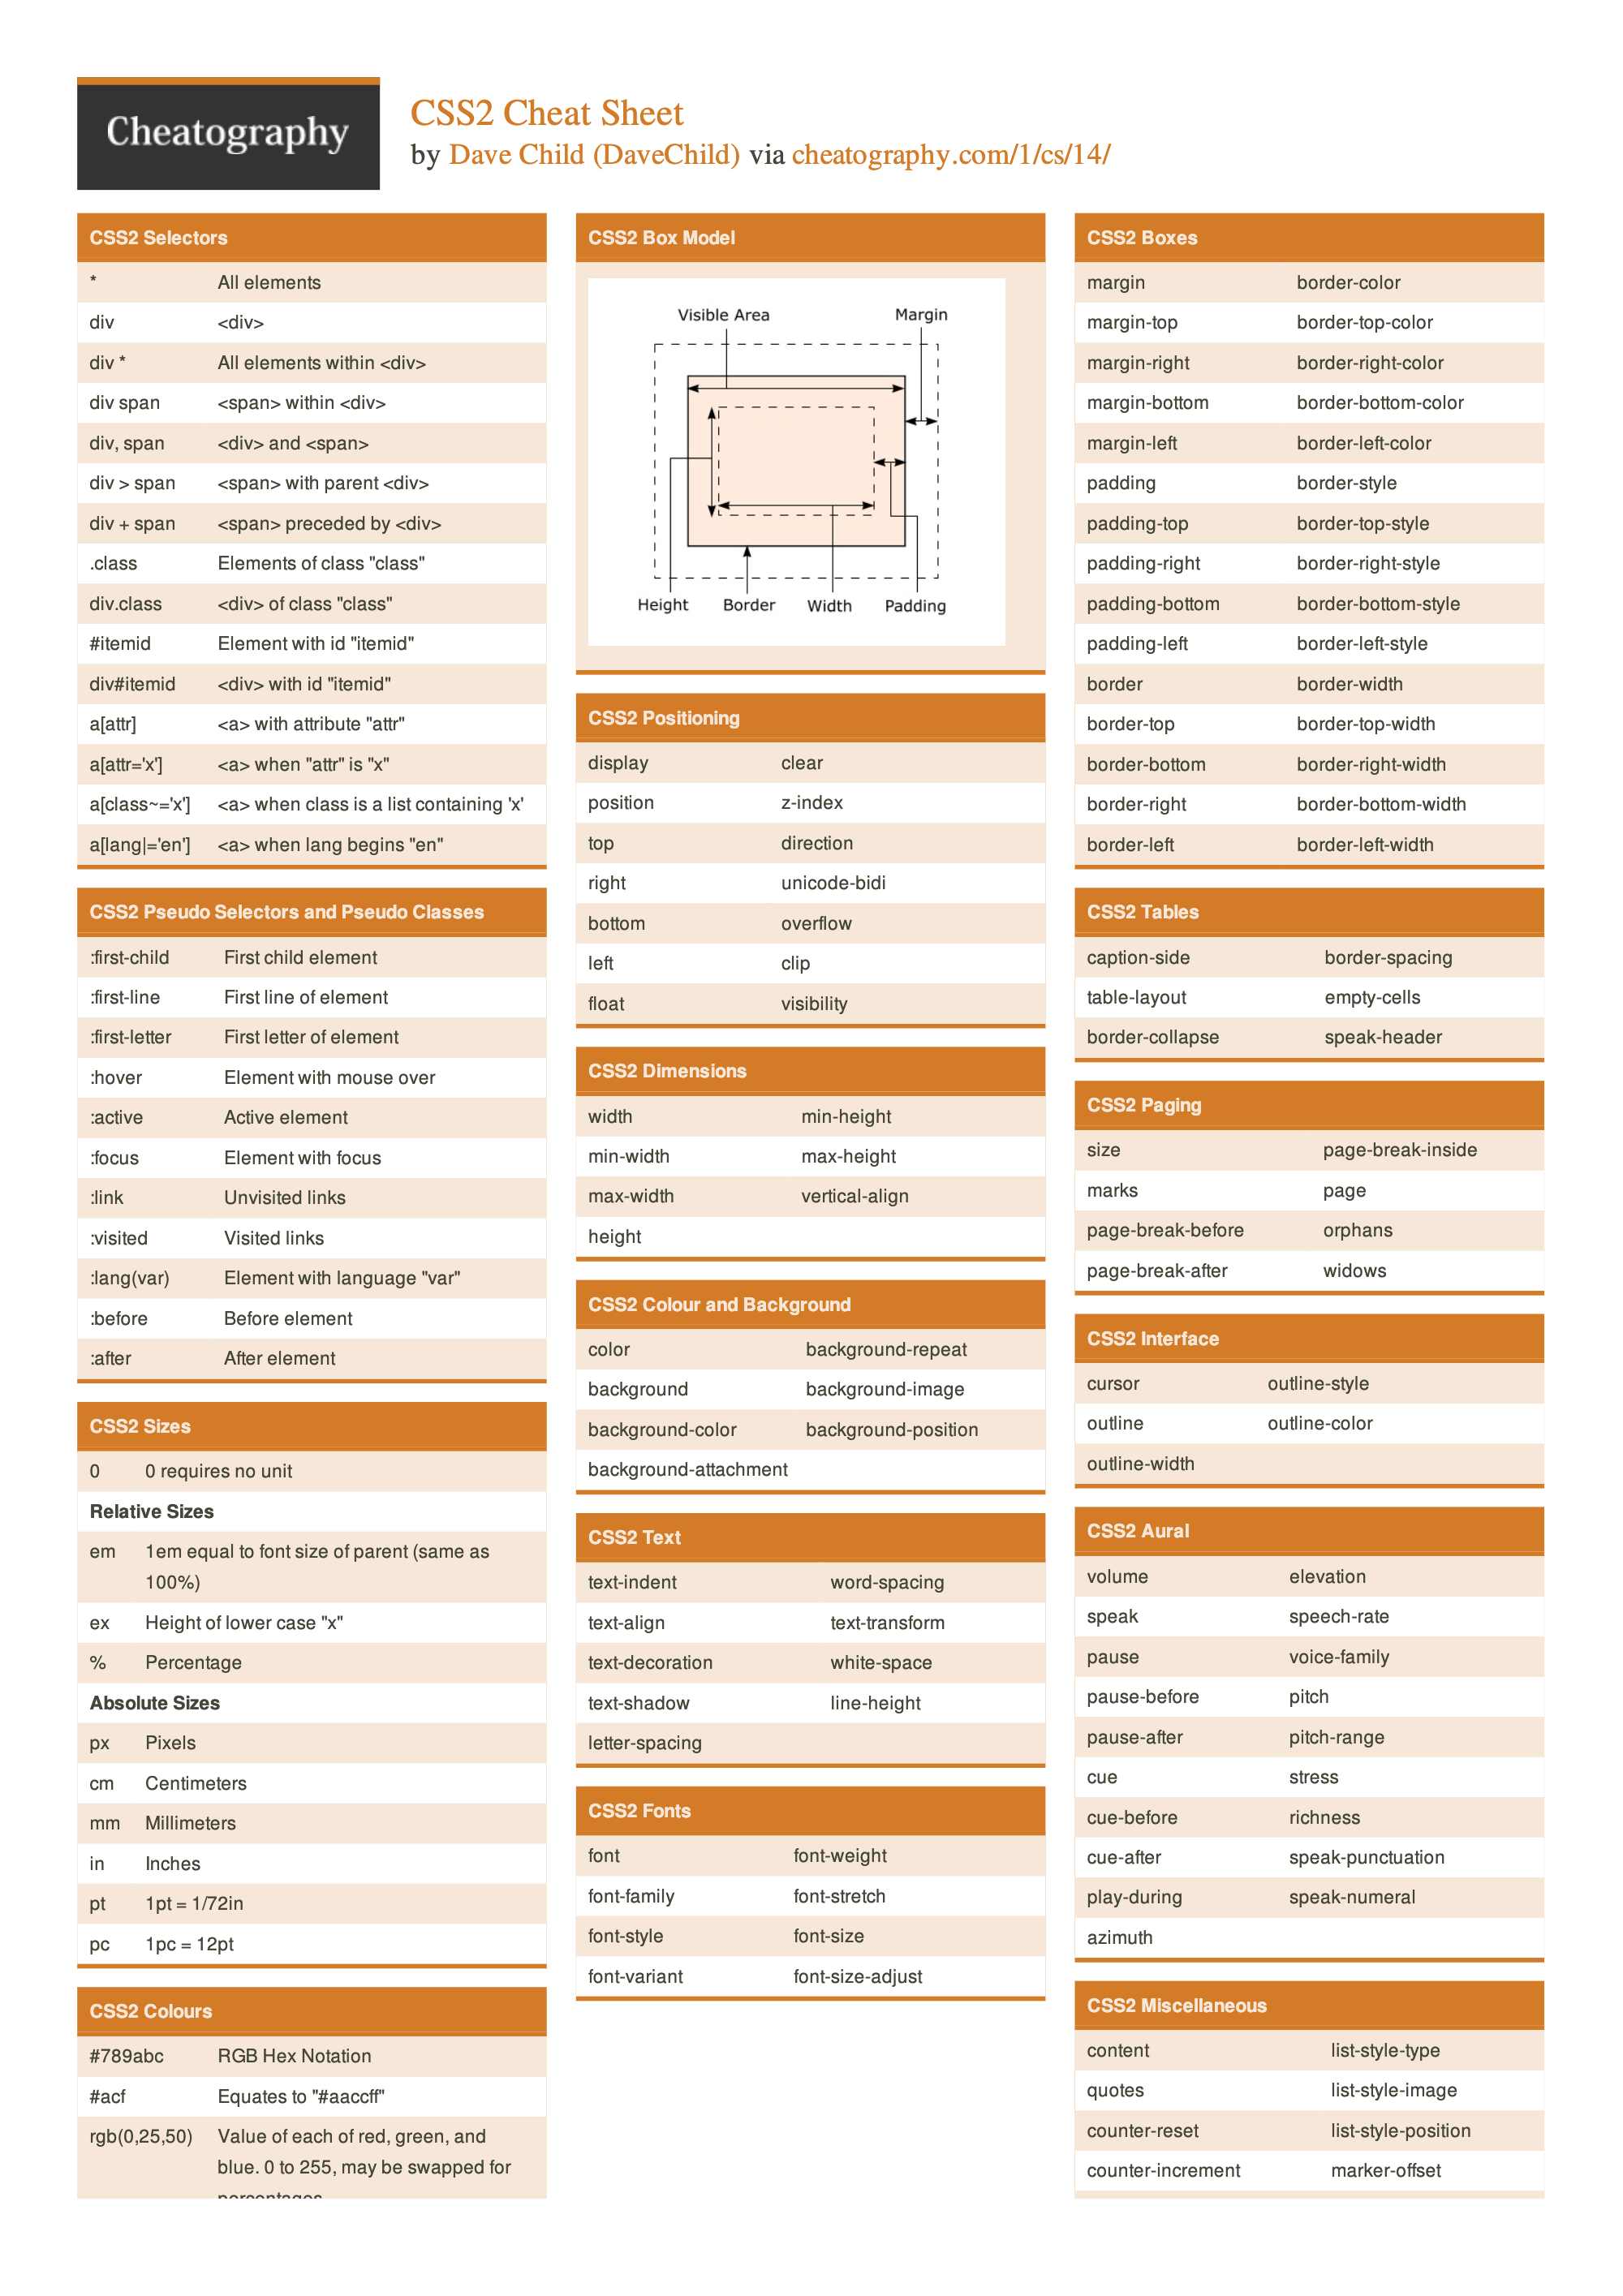 Cheatography
CSS2 Cheat Sheet
by Dave Child (DaveChild) via cheatography.com/1/cs/14/
CSS2 Selectors
* All elements
div <div>
div * All elements within <div>
div span <span> within <div>
div, span <div> and <span>
div > span <span> with parent <div>
div + span <span> preceded by <div>
.class Elements of class "class"
div.class <div> of class "class"
#itemid Element with id "itemid"
div#itemid <div> with id "itemid"
a[attr] <a> with attribute "attr"
a[attr='x'] <a> when "attr" is "x"
a[class~='x'] <a> when class is a list containing 'x'
a[lang|='en'] <a> when lang begins "en"
CSS2 Pseudo Selectors and Pseudo Classes
:first-child First child element
:first-line First line of element
:first-letter First letter of element
:hover Element with mouse over
:active Active element
:focus Element with focus
:link Unvisited links
:visited Visited links
:lang(var) Element with language "var"
:before Before element
:after After element
CSS2 Sizes
0 0 requires no unit
Relative Sizes
em 1em equal to font size of parent (same as
100%)
ex Height of lower case "x"
% Percentage
Absolute Sizes
px Pixels
cm Centimeters
mm Millimeters
in Inches
pt 1pt = 1/72in
pc 1pc = 12pt
CSS2 Colours
#789abc RGB Hex Notation
#acf Equates to "#aaccff"
rgb(0,25,50) Value of each of red, green, and
blue. 0 to 255, may be swapped for
percentages
CSS2 Box Model
Visible Area Margin
Height Border Width Padding
CSS2 Positioning
display clear
position z-index
top direction
right unicode-bidi
bottom overflow
left clip
float visibility
CSS2 Dimensions
width min-height
min-width max-height
max-width vertical-align
height
CSS2 Colour and Background
color background-repeat
background background-image
background-color background-position
background-attachment
CSS2 Text
text-indent word-spacing
text-align text-transform
text-decoration white-space
text-shadow line-height
letter-spacing
CSS2 Fonts
font font-weight
font-family font-stretch
font-style font-size
font-variant font-size-adjust
CSS2 Boxes
margin border-color
margin-top border-top-color
margin-right border-right-color
margin-bottom border-bottom-color
margin-left border-left-color
padding border-style
padding-top border-top-style
padding-right border-right-style
padding-bottom border-bottom-style
padding-left border-left-style
border border-width
border-top border-top-width
border-bottom border-right-width
border-right border-bottom-width
border-left border-left-width
CSS2 Tables
caption-side border-spacing
table-layout empty-cells
border-collapse speak-header
CSS2 Paging
size page-break-inside
marks page
page-break-before orphans
page-break-after widows
CSS2 Interface
cursor outline-style
outline outline-color
outline-width
CSS2 Aural
volume elevation
speak speech-rate
pause voice-family
pause-before pitch
pause-after pitch-range
cue stress
cue-before richness
cue-after speak-punctuation
play-during speak-numeral
azimuth
CSS2 Miscellaneous
content list-style-type
quotes list-style-image
counter-reset list-style-position
counter-increment marker-offset